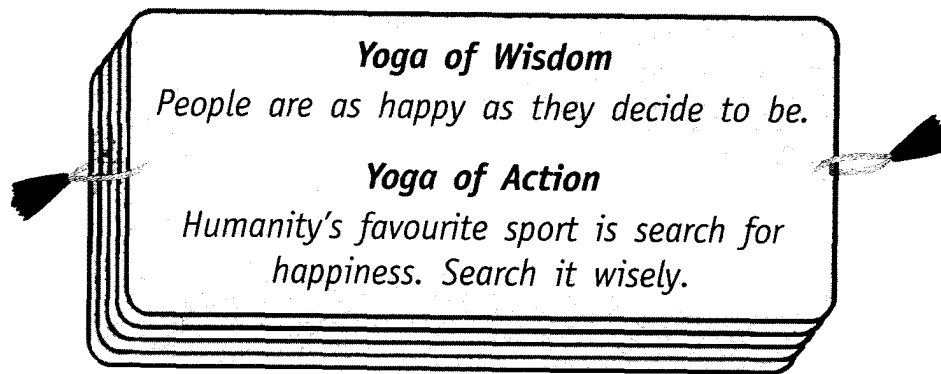 Yoga of Wisdom
People are as happy as they decide to be.
Yoga of Action
Humanity's favourite sport is search for
happiness. Search it wisely.